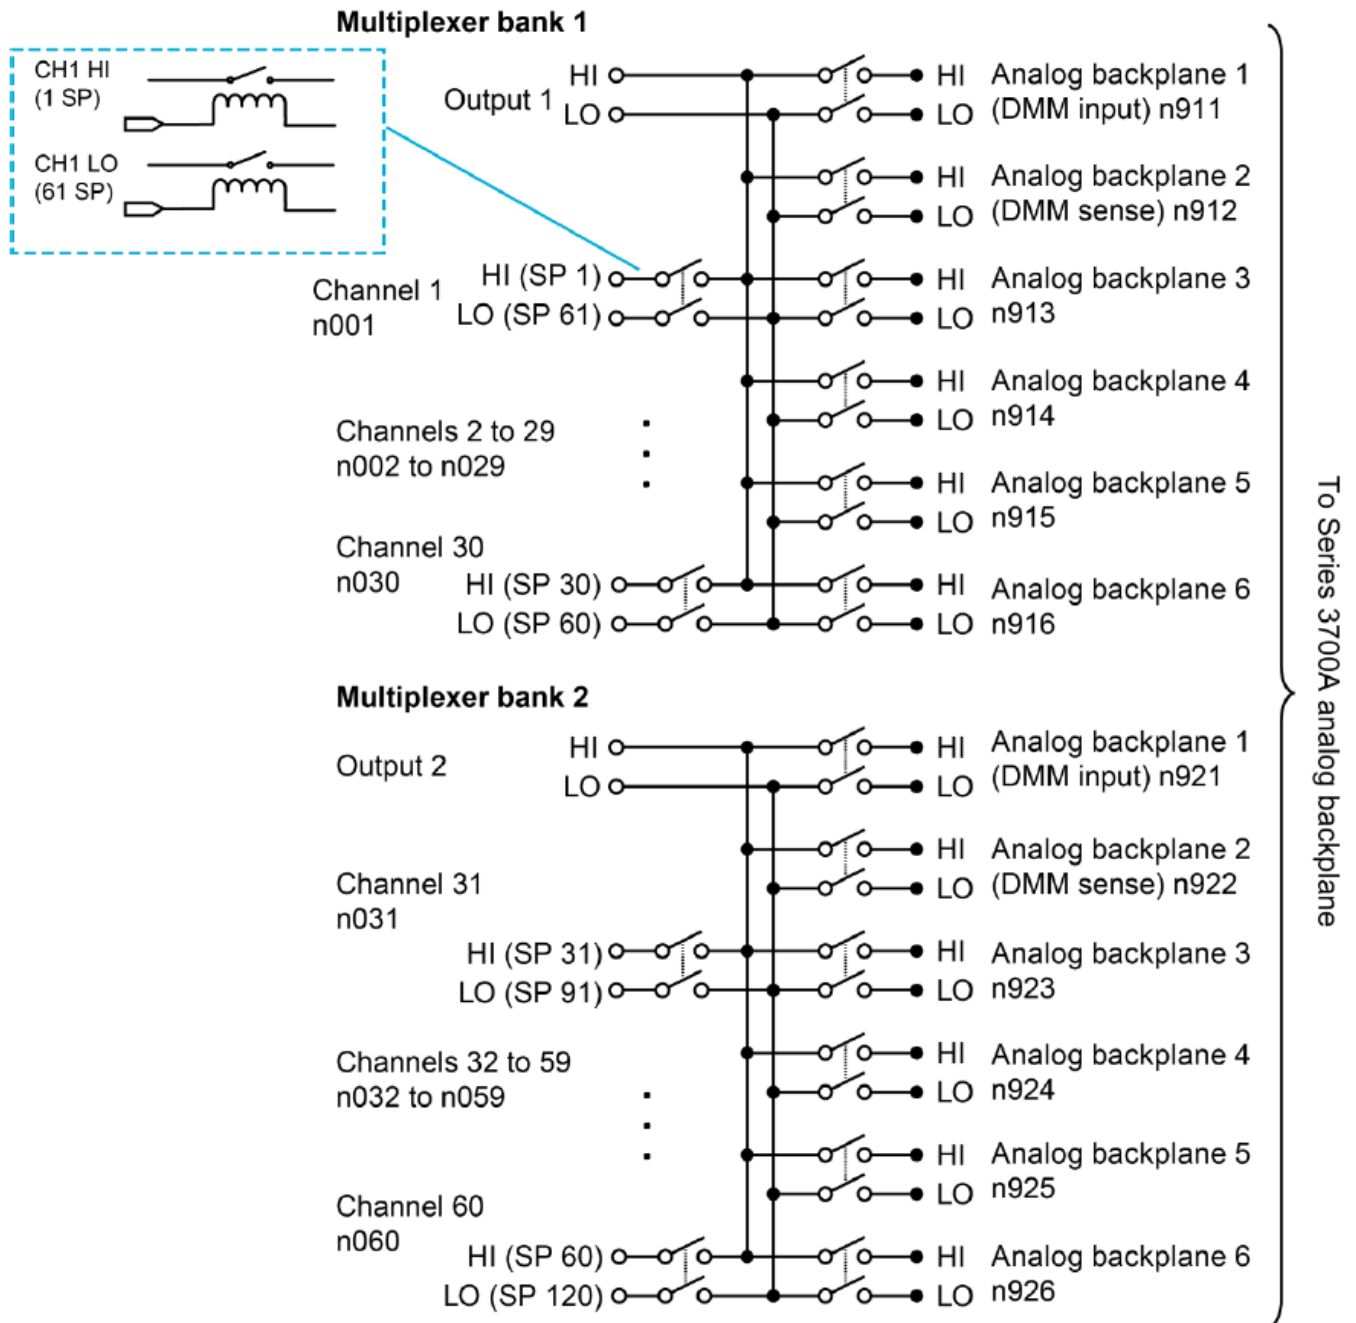 Multiplexer bank 1
CH1 HI
(1 SP)
CH1 LO
(61 SP)
Output 1
HI
LO
HI Analog backplane 1
LO (DMM input) n911
HI Analog backplane 2
LO (DMM sense) n912
Channel 1
n001
HI (SP 1)
LO (SP 61)
HI Analog backplane 3
LO n913
HI Analog backplane 4
LO n914
Channels 2 to 29
n002 to n029
HI Analog backplane 5
LO n915
Channel 30
n030
HI (SP 30)
LO (SP 60)
HI Analog backplane 6
LO n916
Multiplexer bank 2
Output 2
HI
LO
HI Analog backplane 1
LO (DMM input) n921
HI Analog backplane 2
LO (DMM sense) n922
Channel 31
n031
HI (SP 31)
LO (SP 91)
HI Analog backplane 3
LO n923
HI Analog backplane 4
LO n924
Channels 32 to 59
n032 to n059
HI Analog backplane 5
LO n925
Channel 60
n060
HI (SP 60)
LO (SP 120)
HI Analog backplane 6
LO n926
To Series 3700A analog backplane